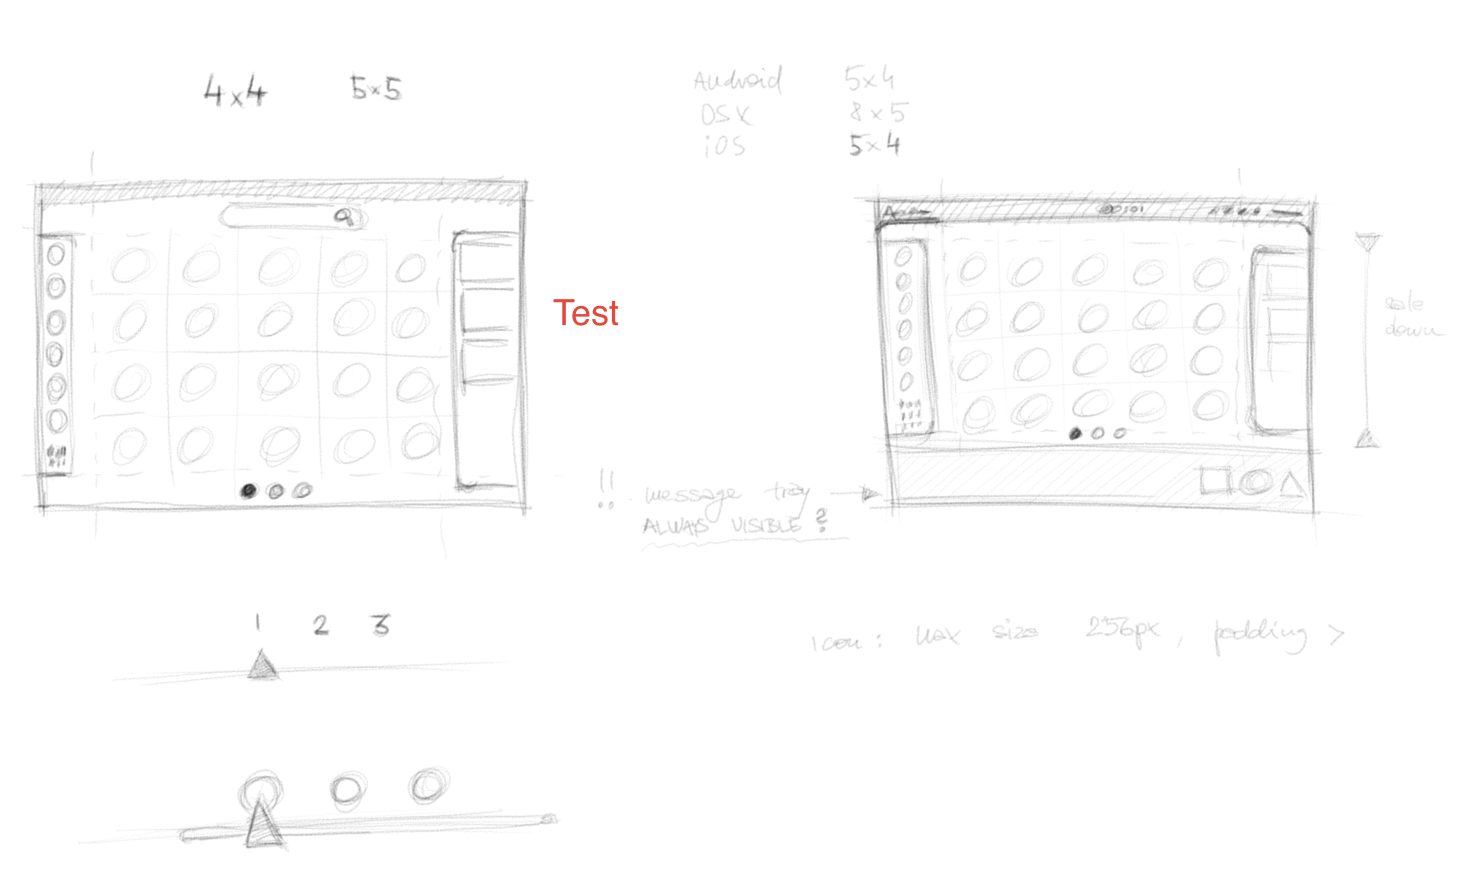 4x4 5x5
Android 5x4
OSX 8x5
iOS 5x4
Test
!! message tray
ALWAYS VISIBLE?
down
1 2 3
icon: max size 256px, padding >